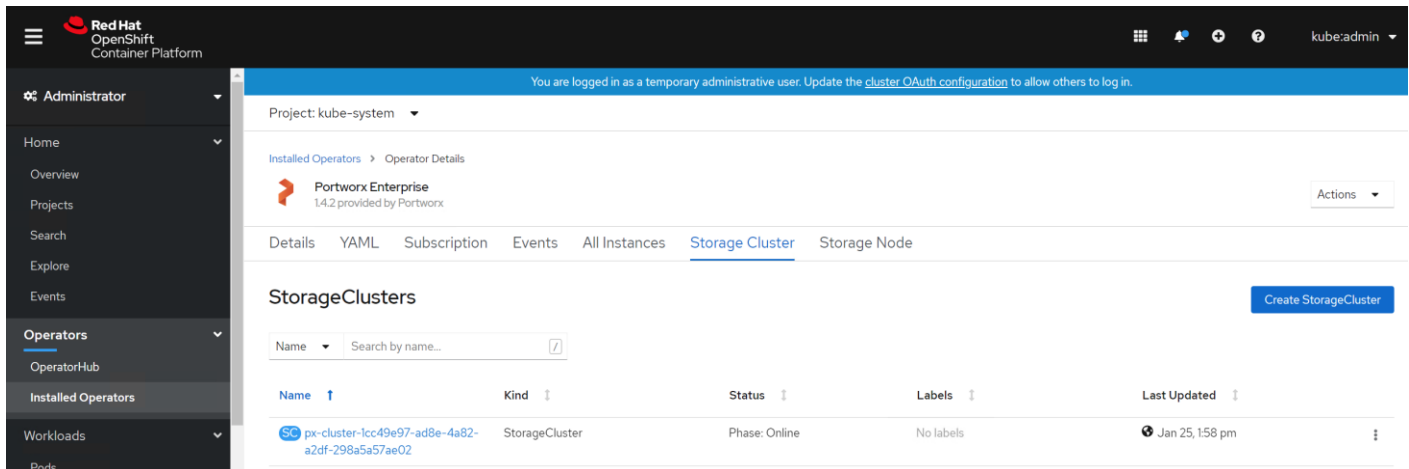 Red Hat
OpenShift
Container Platform
kube:admin
You are logged in as a temporary administrative user. Update the cluster OAuth configuration to allow others to log in.
Administrator
Project: kube-system
Home
Overview
Projects
Search
Explore
Events
Operators
OperatorHub
Installed Operators
Workloads
Pods
Installed Operators > Operator Details
Portworx Enterprise
1.4.2 provided by Portworx
Actions
Details YAML Subscription Events All Instances Storage Cluster Storage Node
StorageClusters
Create StorageCluster
Name Search by name... /
Name Kind Status Labels Last Updated
SC px-cluster-1cc49e97-ad8e-4a82- StorageCluster Phase: Online No labels Jan 25, 1:58 pm
a2df-298a5a57ae02